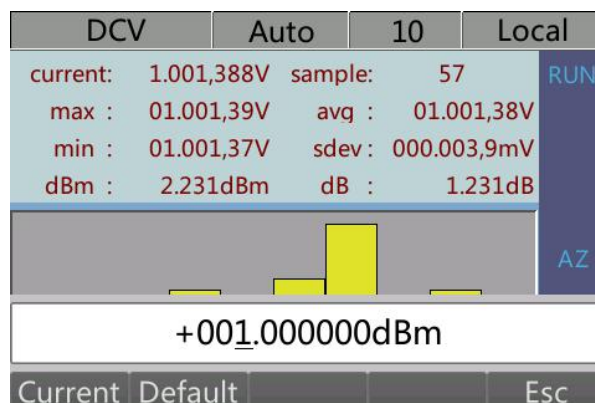 DCV Auto 10 Local
current: 1.001,388V sample: 57 RUN
max : 01.001,39V avg : 01.001,38V
min : 01.001,37V sdev : 000.003,9mV
dBm : 2.231dBm dB : 1.231dB
AZ
+001.000000dBm
Current Default Esc